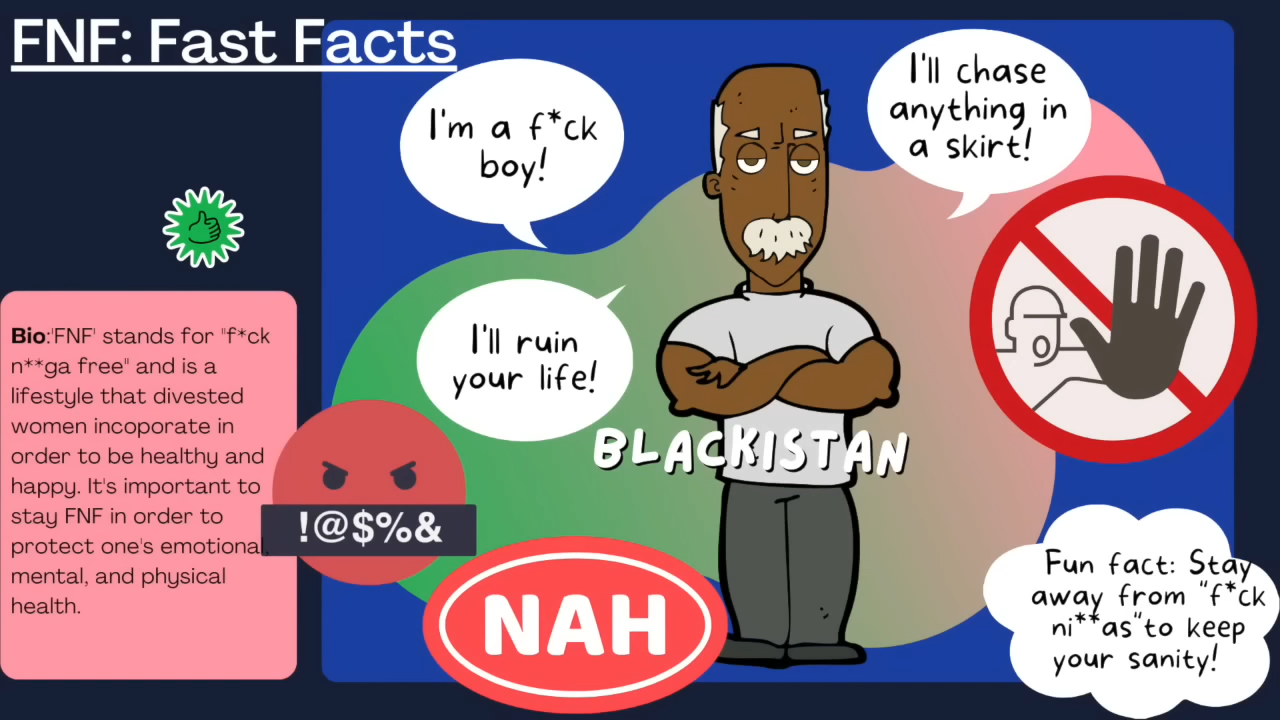 FNF: Fast Facts
I'm a f*ck
boy!
I'll chase
anything in
a skirt!
I'll ruin
your life!
Bio:'FNF' stands for "f*ck
n**ga free" and is a
lifestyle that divested
women incoporate in
order to be healthy and
happy. It's important to
stay FNF in order to
protect one's emotional,
mental, and physical
health.
BLACKISTAN
!@$%&
NAH
Fun fact: Stay
away from "f*ck
ni**as"to keep
your sanity!